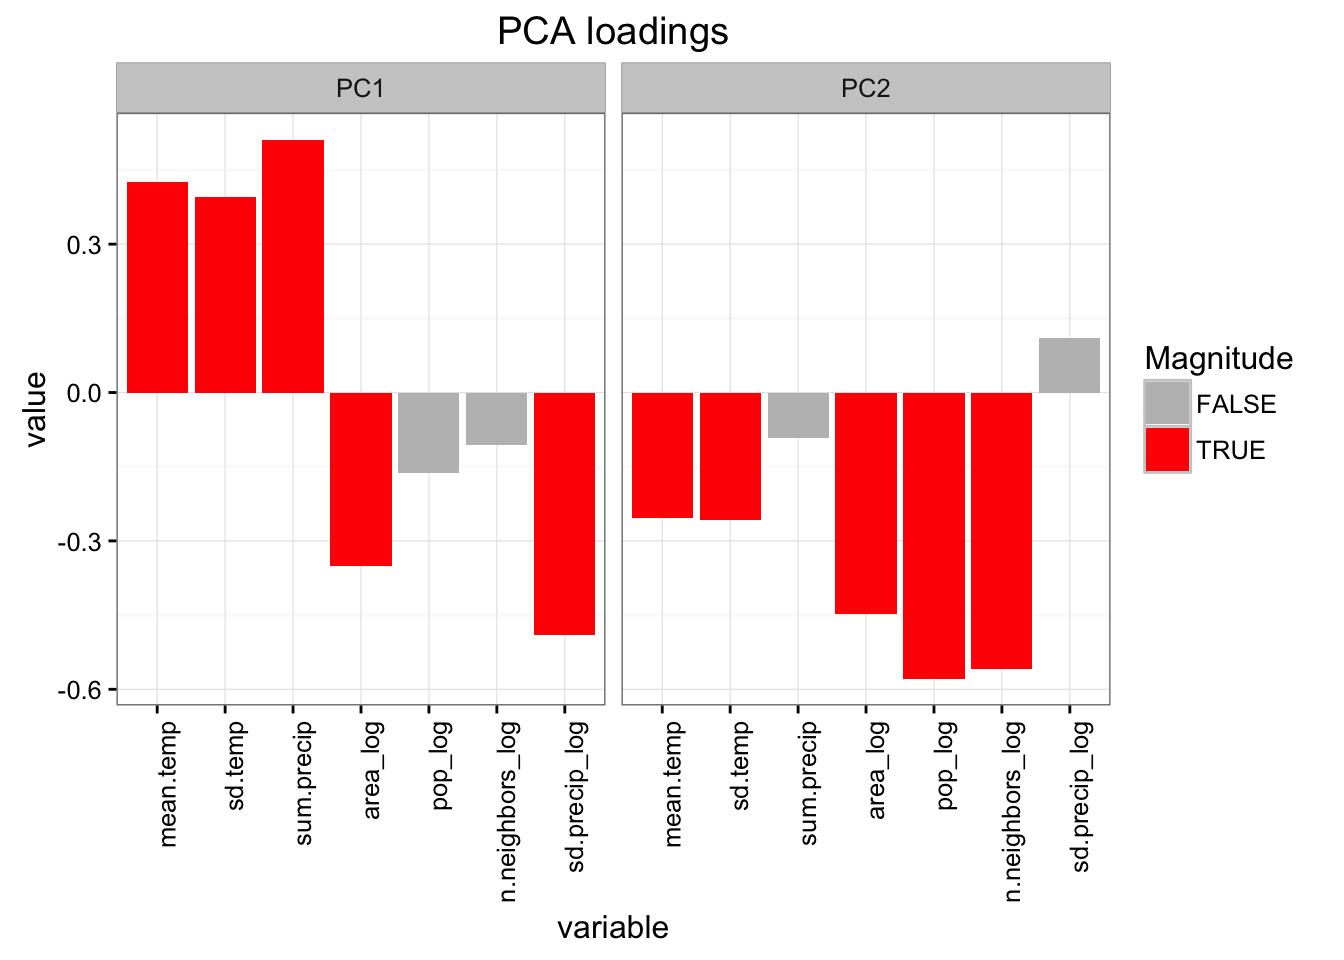 PCA loadings
PC1
PC2
value
0.3
0.0
-0.3
-0.6
mean.temp
sd.temp
sum.precip
area_log
pop_log
n.neighbors_log
sd.precip_log
mean.temp
sd.temp
sum.precip
area_log
pop_log
n.neighbors_log
sd.precip_log
variable
Magnitude
FALSE
TRUE